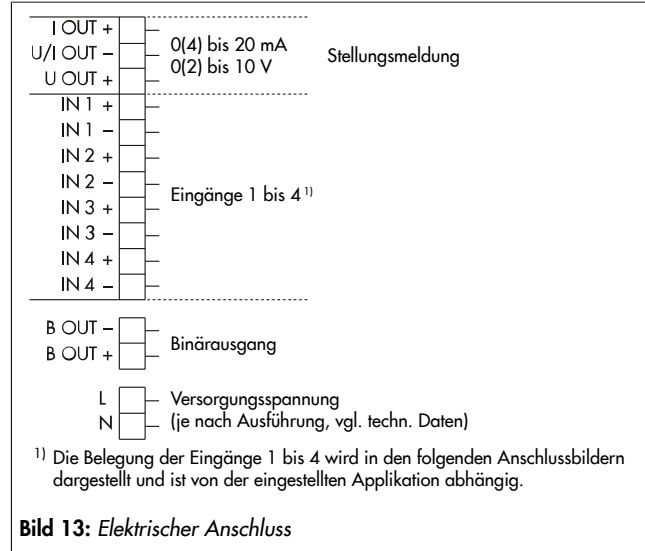 I OUT +
U/I OUT –
U OUT +
0(4) bis 20 mA
0(2) bis 10 V
Stellungsmeldung
IN 1 +
IN 1 –
IN 2 +
IN 2 –
IN 3 +
IN 3 –
IN 4 +
IN 4 –
Eingänge 1 bis 4 1)
B OUT –
B OUT +
Binärausgang
L
N
Versorgungsspannung
(je nach Ausführung, vgl. techn. Daten)
1) Die Belegung der Eingänge 1 bis 4 wird in den folgenden Anschlussbildern
dargestellt und ist von der eingestellten Applikation abhängig.
Bild 13: Elektrischer Anschluss